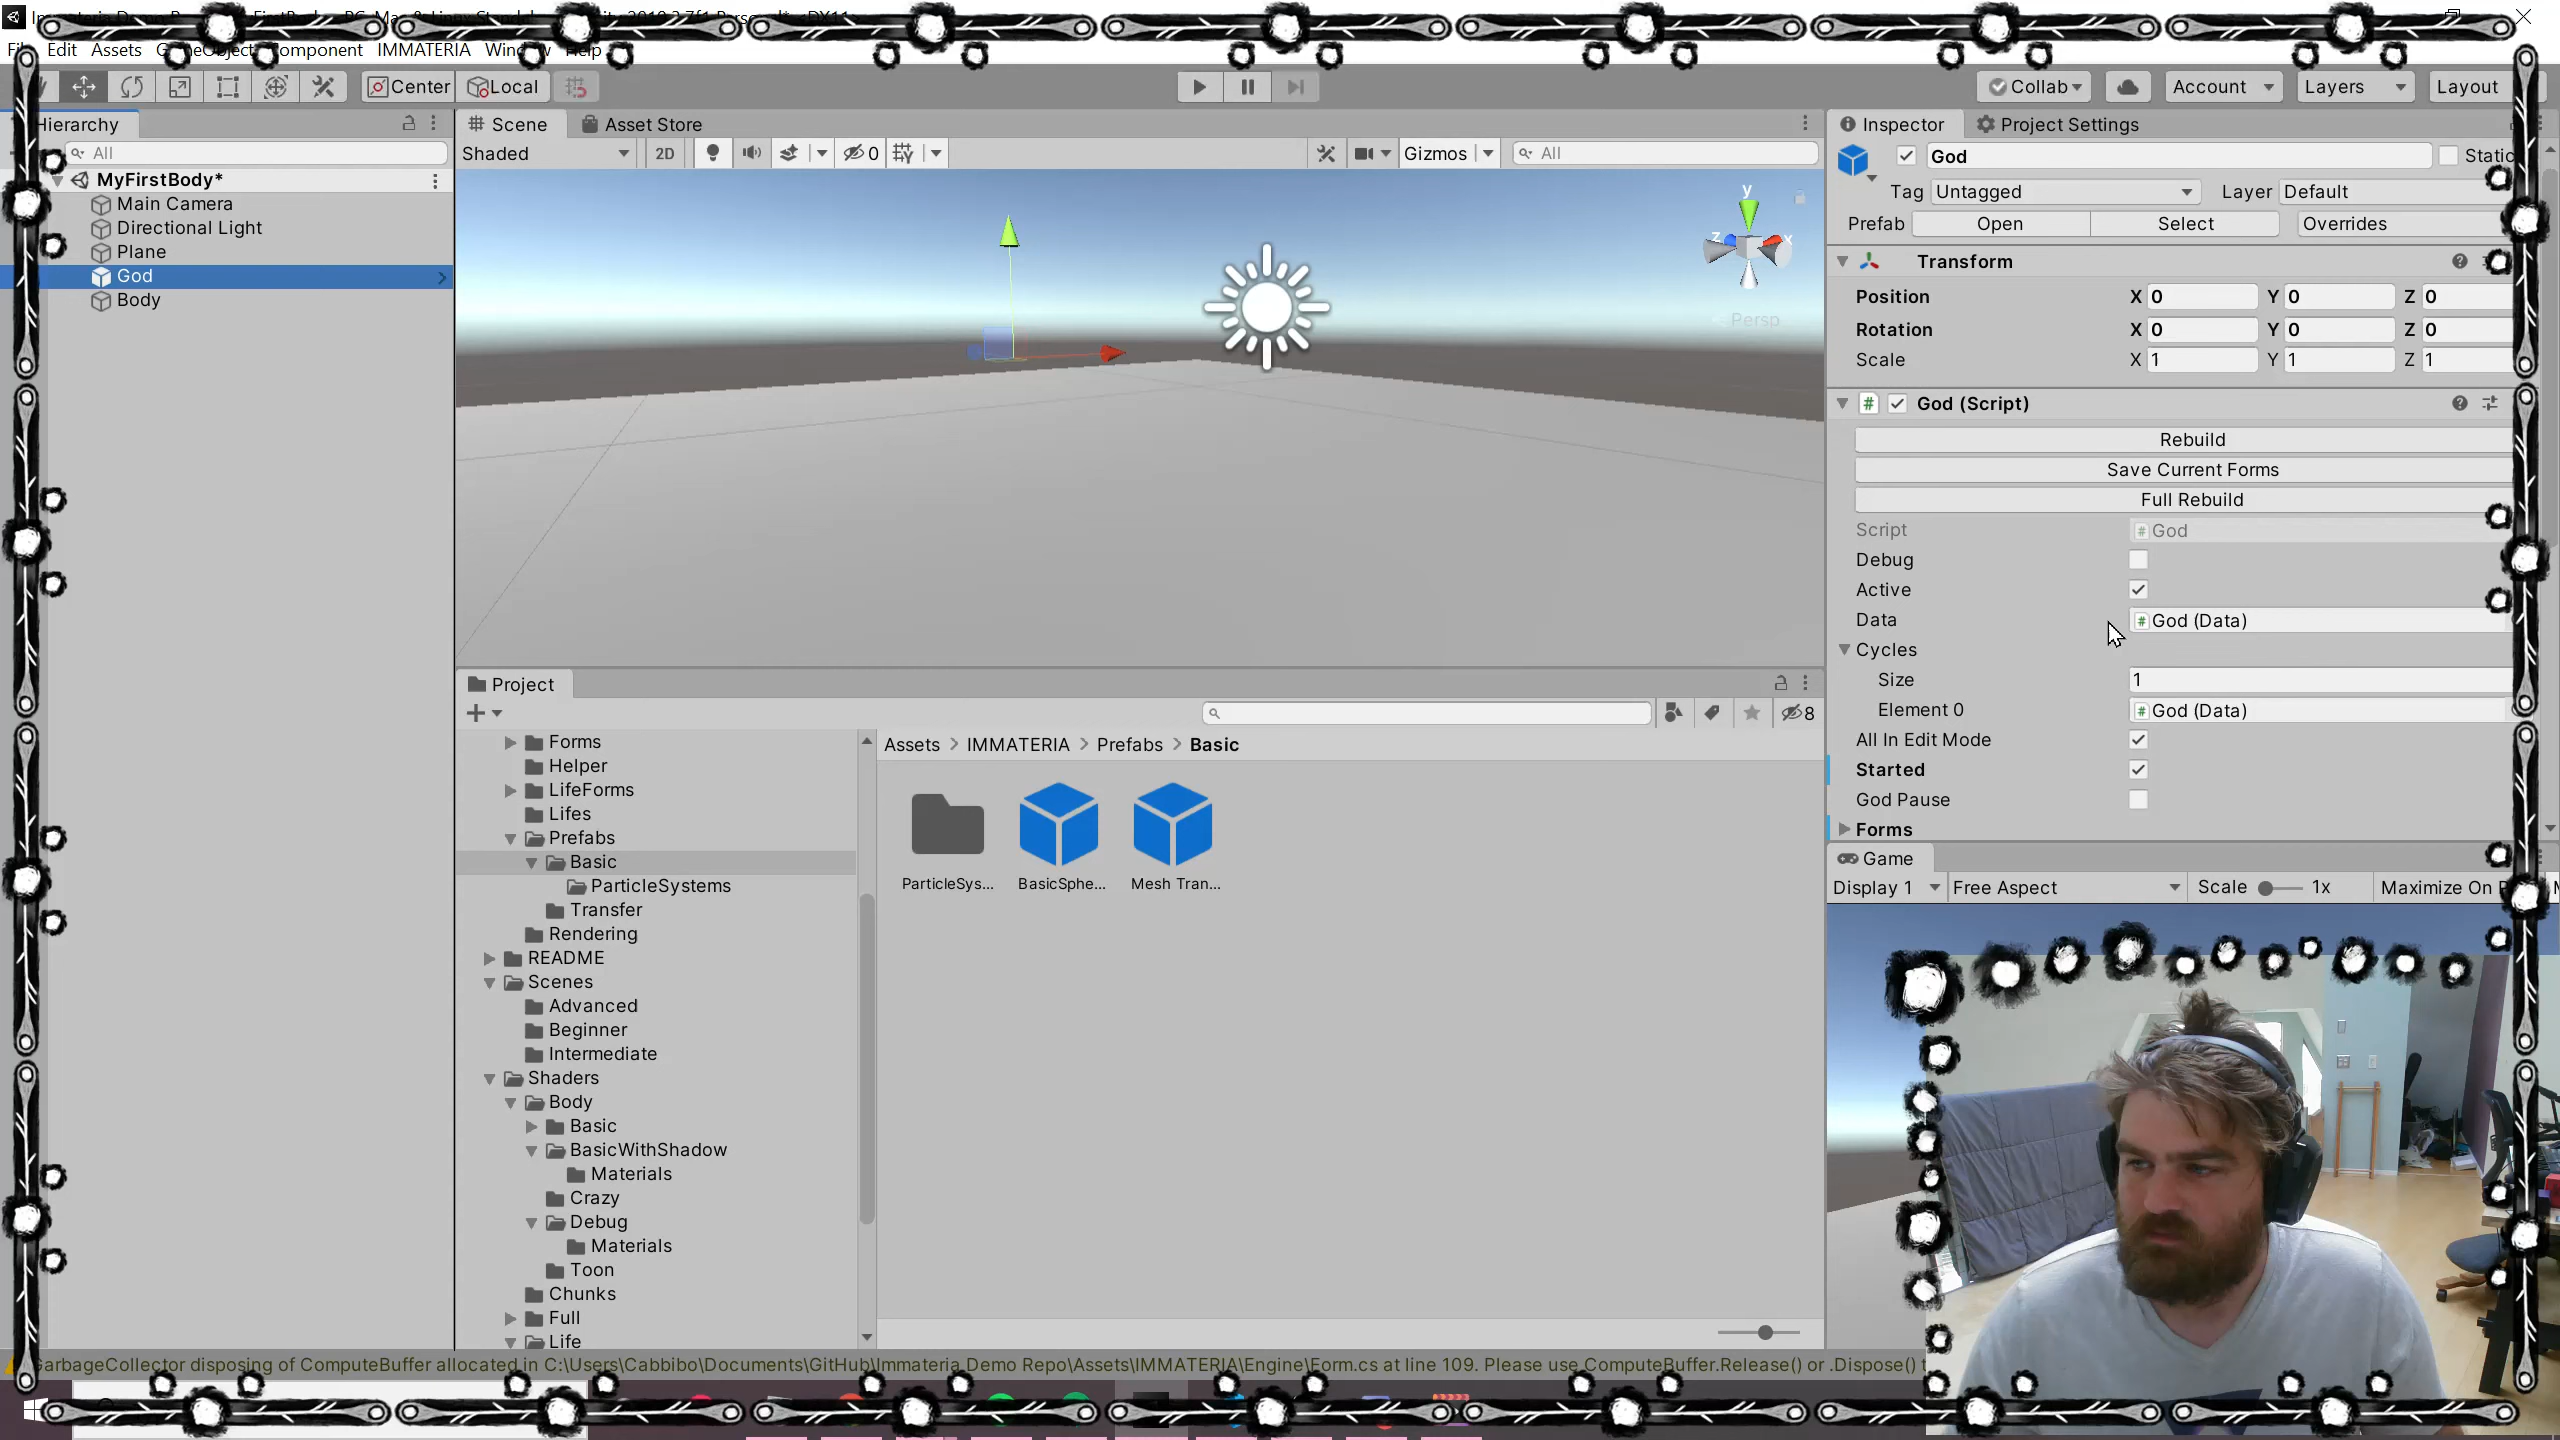 Edit Assets Component IMMATERIA Window Help
Center Local
Collab Account Layers Layout
Hierarchy
All
MyFirstBody*
Main Camera
Directional Light
Plane
God
Body
Scene Asset Store
Shaded 2D 0 Gizmos All
y
z x
Persp
Inspector Project Settings
God Static
Tag Untagged Layer Default
Prefab Open Select Overrides
Transform
Position X 0 Y 0 Z 0
Rotation X 0 Y 0 Z 0
Scale X 1 Y 1 Z 1
# God (Script)
Rebuild
Save Current Forms
Full Rebuild
Script # God
Debug
Active
Data # God (Data)
Cycles
Size 1
Element 0 # God (Data)
All In Edit Mode
Started
God Pause
Forms
Game
Display 1 Free Aspect Scale 1x Maximize On
Project
8
Forms
Helper
LifeForms
Lifes
Prefabs
Basic
ParticleSystems
Transfer
Rendering
README
Scenes
Advanced
Beginner
Intermediate
Shaders
Body
Basic
BasicWithShadow
Materials
Crazy
Debug
Materials
Toon
Chunks
Full
Life
Assets > IMMATERIA > Prefabs > Basic
ParticleSys... BasicSphe... Mesh Tran...
GarbageCollector disposing of ComputeBuffer allocated in C:\Users\Cabbibo\Documents\GitHub\Immateria Demo Repo\Assets\IMMATERIA\Engine\Form.cs at line 109. Please use ComputeBuffer.Release() or .Dispose()